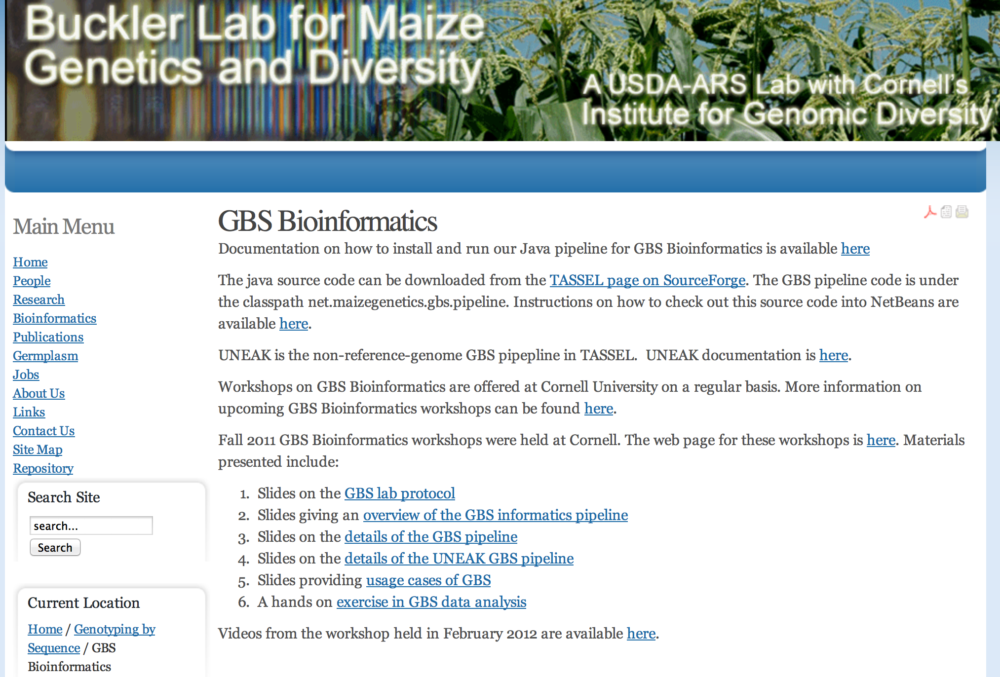 Buckler Lab for Maize
Genetics and Diversity
A USDA-ARS Lab with Cornell's
Institute for Genomic Diversity
Main Menu
Home
People
Research
Bioinformatics
Publications
Germplasm
Jobs
About Us
Links
Contact Us
Site Map
Repository
Search Site
search...
Search
Current Location
Home / Genotyping by
Sequence / GBS
Bioinformatics
GBS Bioinformatics
Documentation on how to install and run our Java pipeline for GBS Bioinformatics is available here
The java source code can be downloaded from the TASSEL page on SourceForge. The GBS pipeline code is under
the classpath net.maizegenetics.gbs.pipeline. Instructions on how to check out this source code into NetBeans are
available here.
UNEAK is the non-reference-genome GBS pipepline in TASSEL.  UNEAK documentation is here.
Workshops on GBS Bioinformatics are offered at Cornell University on a regular basis. More information on
upcoming GBS Bioinformatics workshops can be found here.
Fall 2011 GBS Bioinformatics workshops were held at Cornell. The web page for these workshops is here. Materials
presented include:
1. Slides on the GBS lab protocol
2. Slides giving an overview of the GBS informatics pipeline
3. Slides on the details of the GBS pipeline
4. Slides on the details of the UNEAK GBS pipeline
5. Slides providing usage cases of GBS
6. A hands on exercise in GBS data analysis
Videos from the workshop held in February 2012 are available here.